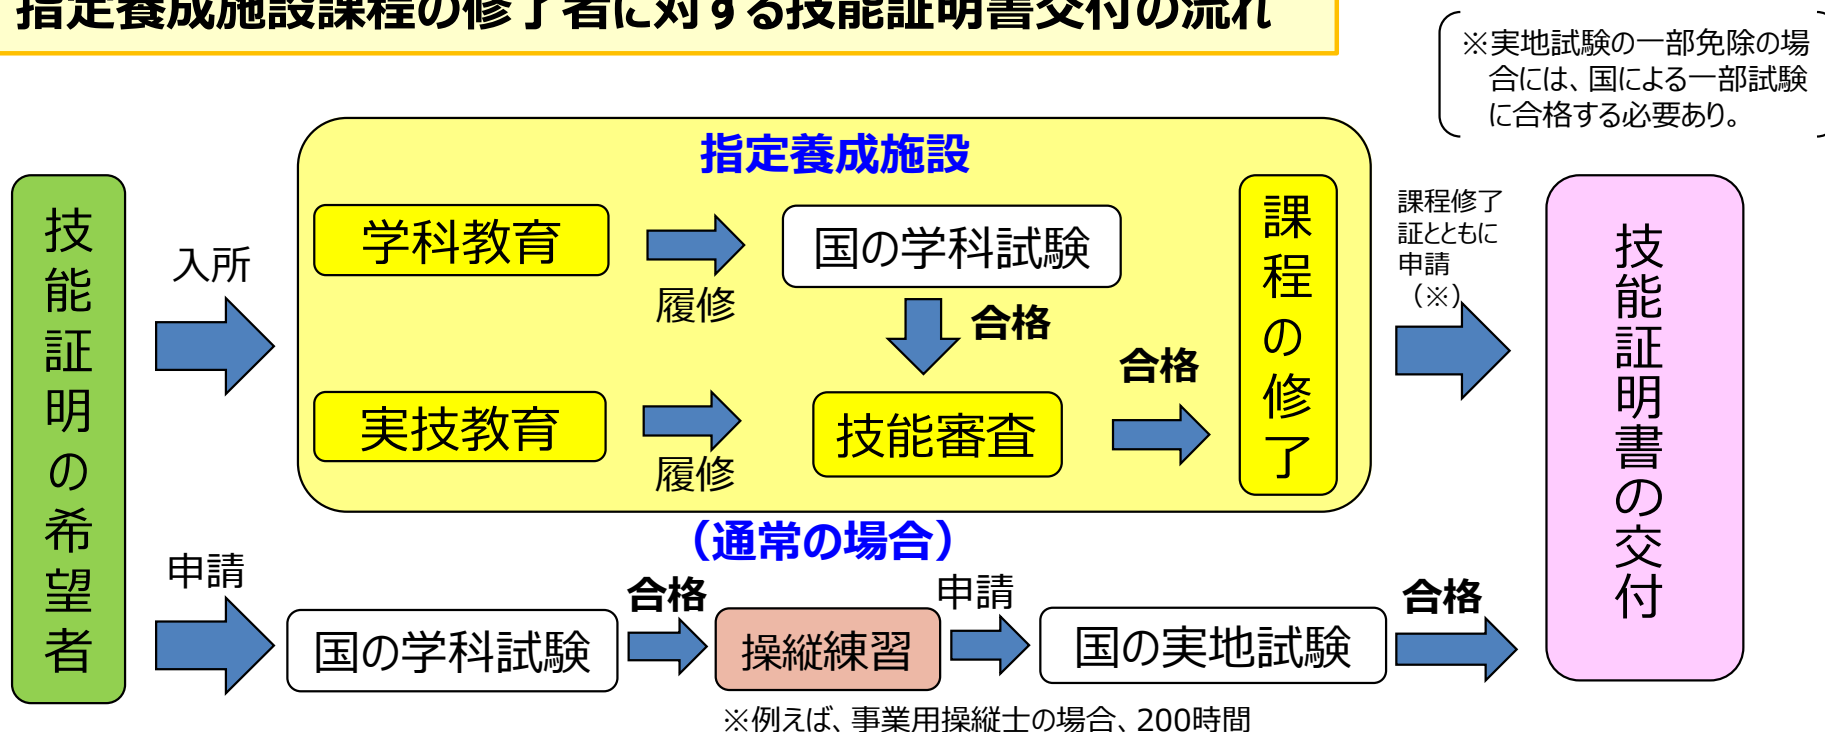 指定養成施設課程の修了者に対する技能証明書交付の流れ
※実地試験の一部免除の場
合には、国による一部試験
に合格する必要あり。
技能証明の希望者
入所
指定養成施設
学科教育
履修
国の学科試験
合格
実技教育
履修
技能審査
合格
課程の修了
課程修了
証とともに
申請
（※）
技能証明書の交付
（通常の場合）
申請
国の学科試験
合格
操縦練習
申請
国の実地試験
合格
※例えば、事業用操縦士の場合、200時間